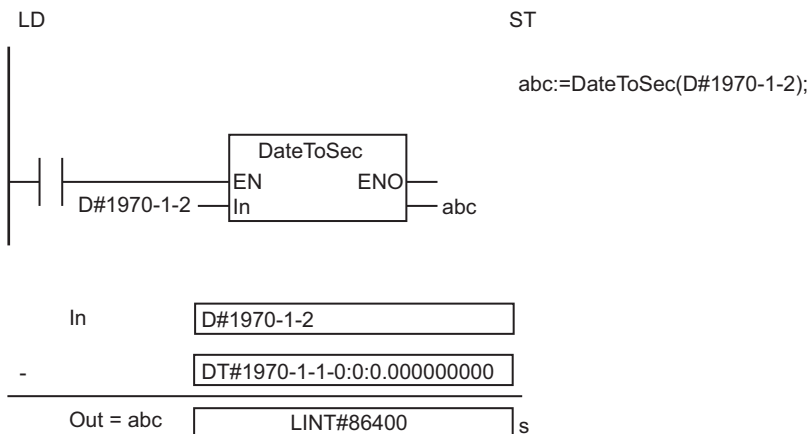 LD
ST
abc:=DateToSec(D#1970-1-2);
DateToSec
EN ENO
D#1970-1-2 In abc
In D#1970-1-2
- DT#1970-1-1-0:0:0.000000000
Out = abc LINT#86400 s